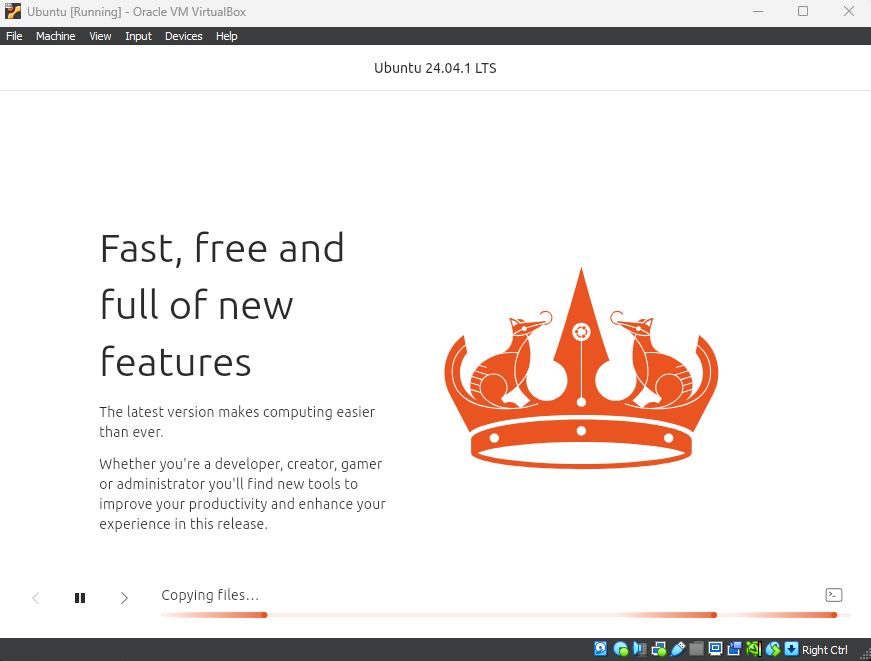 Ubuntu [Running] - Oracle VM VirtualBox
File Machine View Input Devices Help
Ubuntu 24.04.1 LTS
Fast, free and
full of new
features
The latest version makes computing easier
than ever.
Whether you're a developer, creator, gamer
or administrator you'll find new tools to
improve your productivity and enhance your
experience in this release.
Copying files...
Right Ctrl